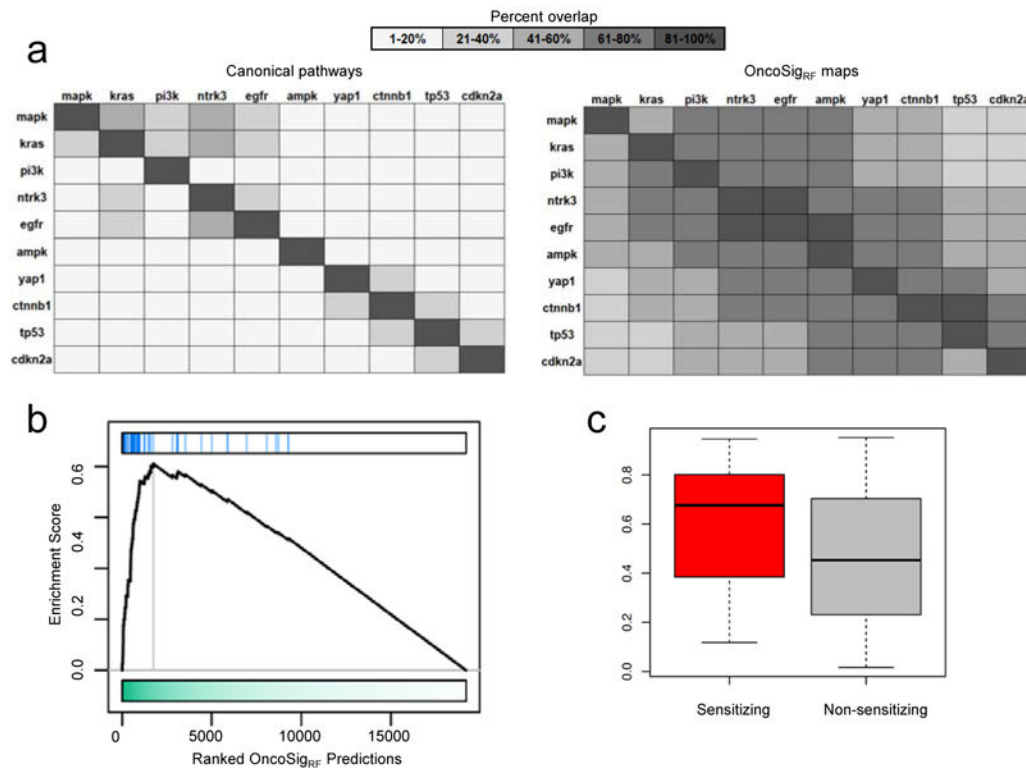 Percent overlap
a
1-20% 21-40% 41-60% 61-80% 81-100%
Canonical pathways
mapk kras pi3k ntrk3 egfr ampk yap1 ctnnb1 tp53 cdkn2a
mapk
kras
pi3k
ntrk3
egfr
ampk
yap1
ctnnb1
tp53
cdkn2a
OncoSigRF maps
mapk kras pi3k ntrk3 egfr ampk yap1 ctnnb1 tp53 cdkn2a
mapk
kras
pi3k
ntrk3
egfr
ampk
yap1
ctnnb1
tp53
cdkn2a
b
Enrichment Score
0.6
0.4
0.2
0.0
0 5000 10000 15000
Ranked OncoSigRF Predictions
c
0.8
0.6
0.4
0.2
0.0
Sensitizing Non-sensitizing